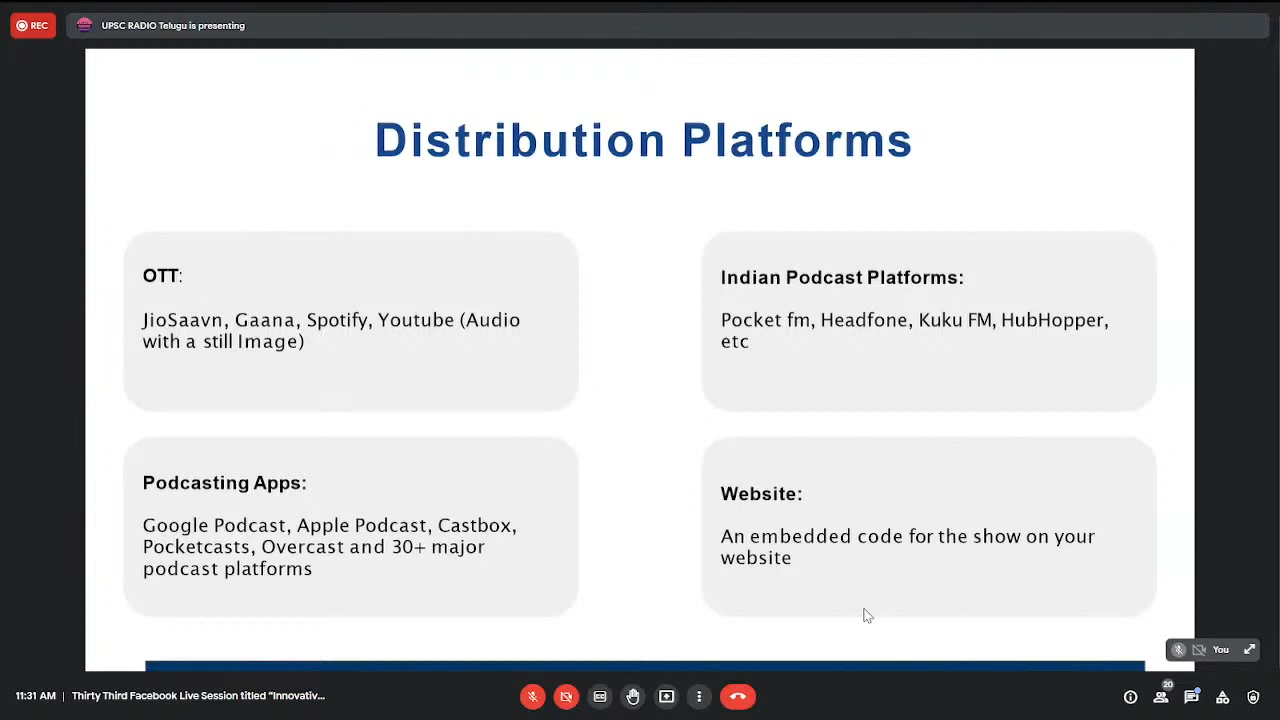 REC
UPSC RADIO Telugu is presenting
Distribution Platforms
OTT:
JioSaavn, Gaana, Spotify, Youtube (Audio
with a still Image)
Indian Podcast Platforms:
Pocket fm, Headfone, Kuku FM, HubHopper,
etc
Podcasting Apps:
Google Podcast, Apple Podcast, Castbox,
Pocketcasts, Overcast and 30+ major
podcast platforms
Website:
An embedded code for the show on your
website
You
11:31 AM | Thirty Third Facebook Live Session titled “Innovativ...
20